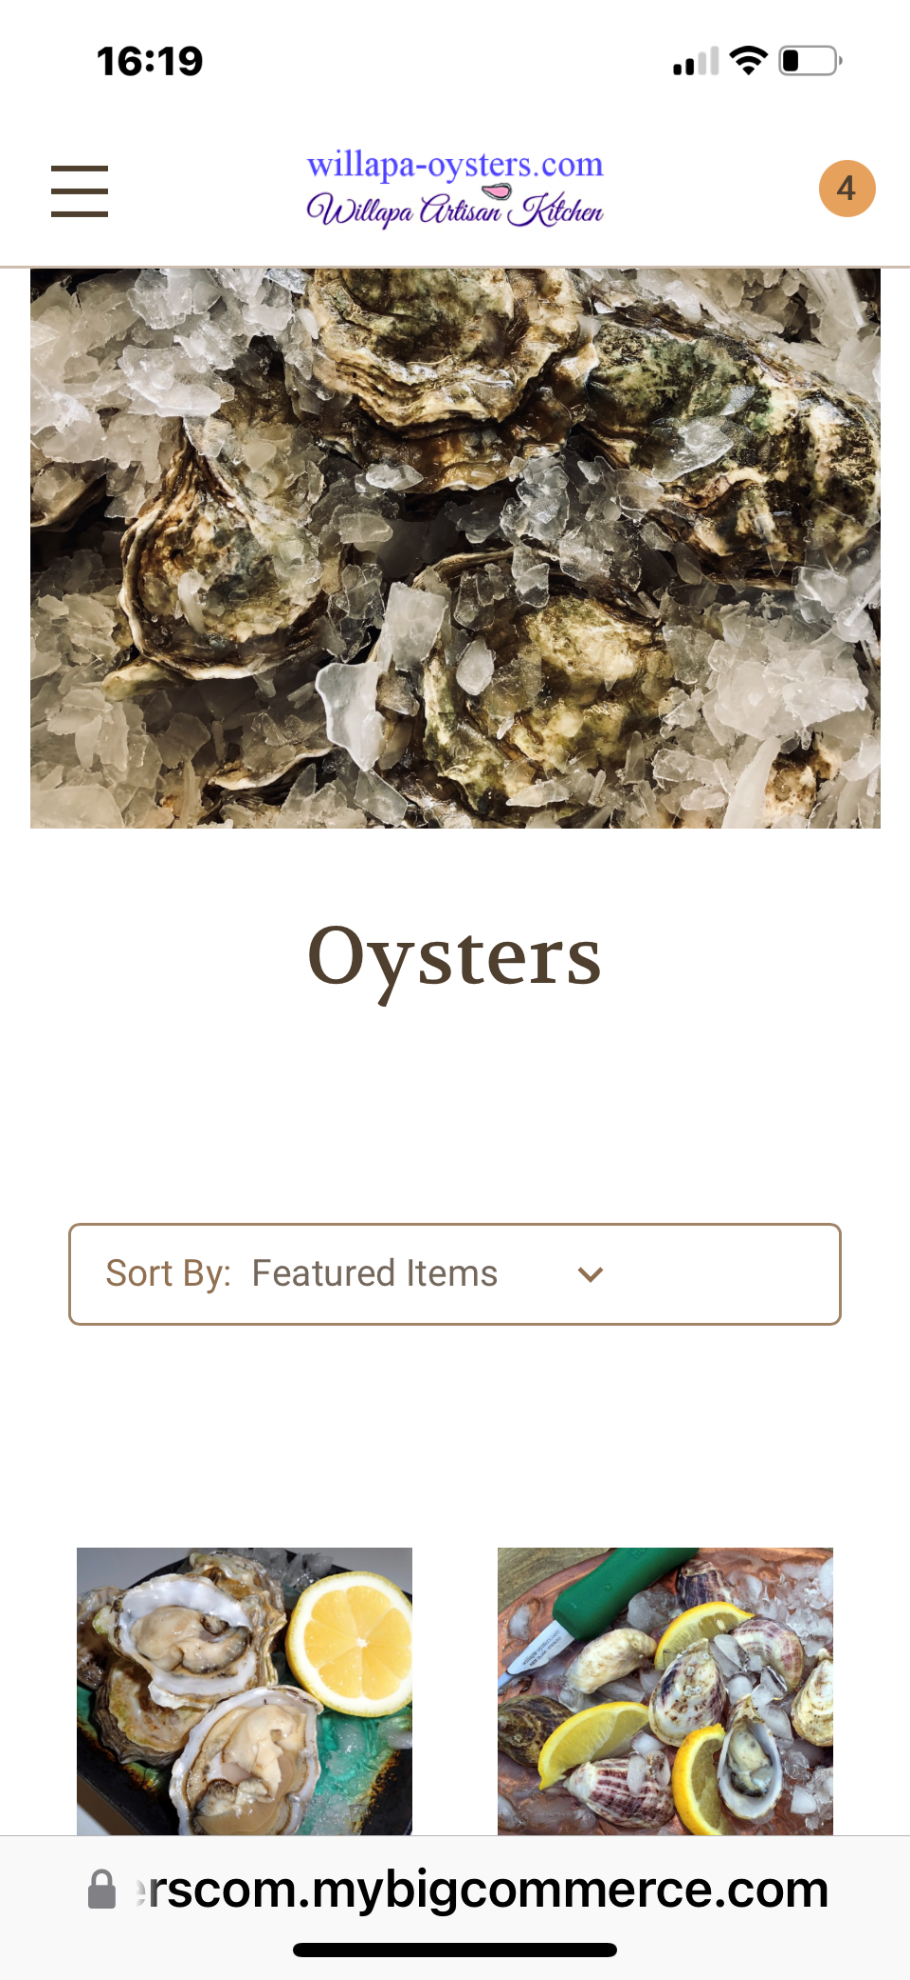 16:19
willapa-oysters.com
Willapa Artisan Kitchen
4
Oysters
Sort By: Featured Items
rscom.mybigcommerce.com